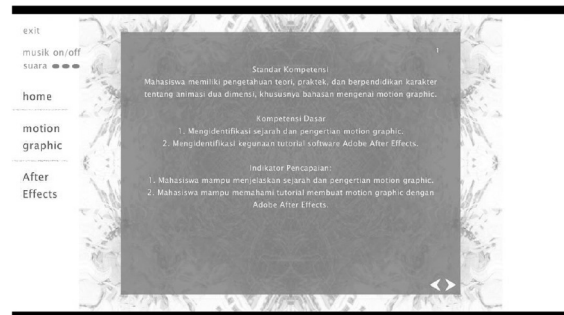 exit
musik on/off
suara
home
motion
graphic
After
Effects
1
Standar Kompetensi
Mahasiswa memiliki pengetahuan teori, praktek, dan berpendidikan karakter
tentang animasi dua dimensi, khususnya bahasan mengenai motion graphic.
Kompetensi Dasar
1. Mengidentifikasi sejarah dan pengertian motion graphic.
2. Mengidentifikasi kegunaan tutorial software Adobe After Effects.
Indikator Pencapaian:
1. Mahasiswa mampu menjelaskan sejarah dan pengertian motion graphic.
2. Mahasiswa mampu memahami tutorial membuat motion graphic dengan
Adobe After Effects.